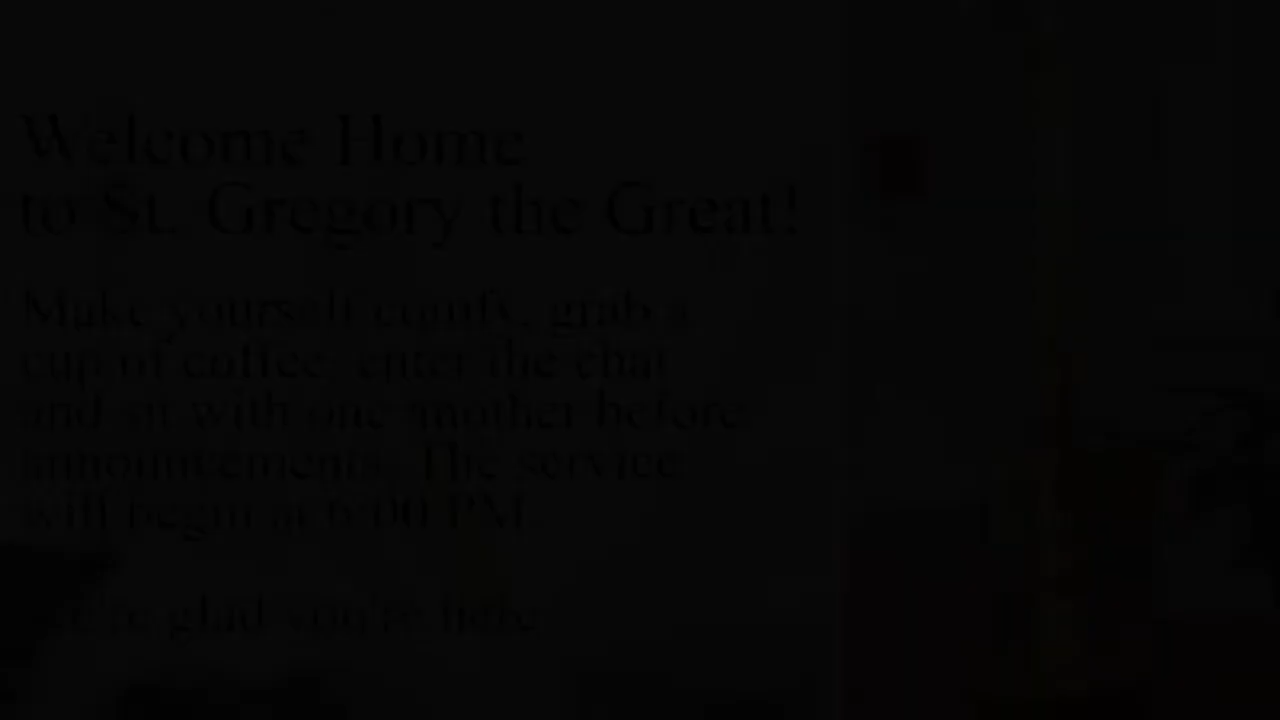 Welcome Home
to St. Gregory the Great!
Make yourself comfy, grab a
cup of coffee, enter the chat
and sit with one another before
announcements. The service
will begin at 6:00 PM.
We're glad you're here